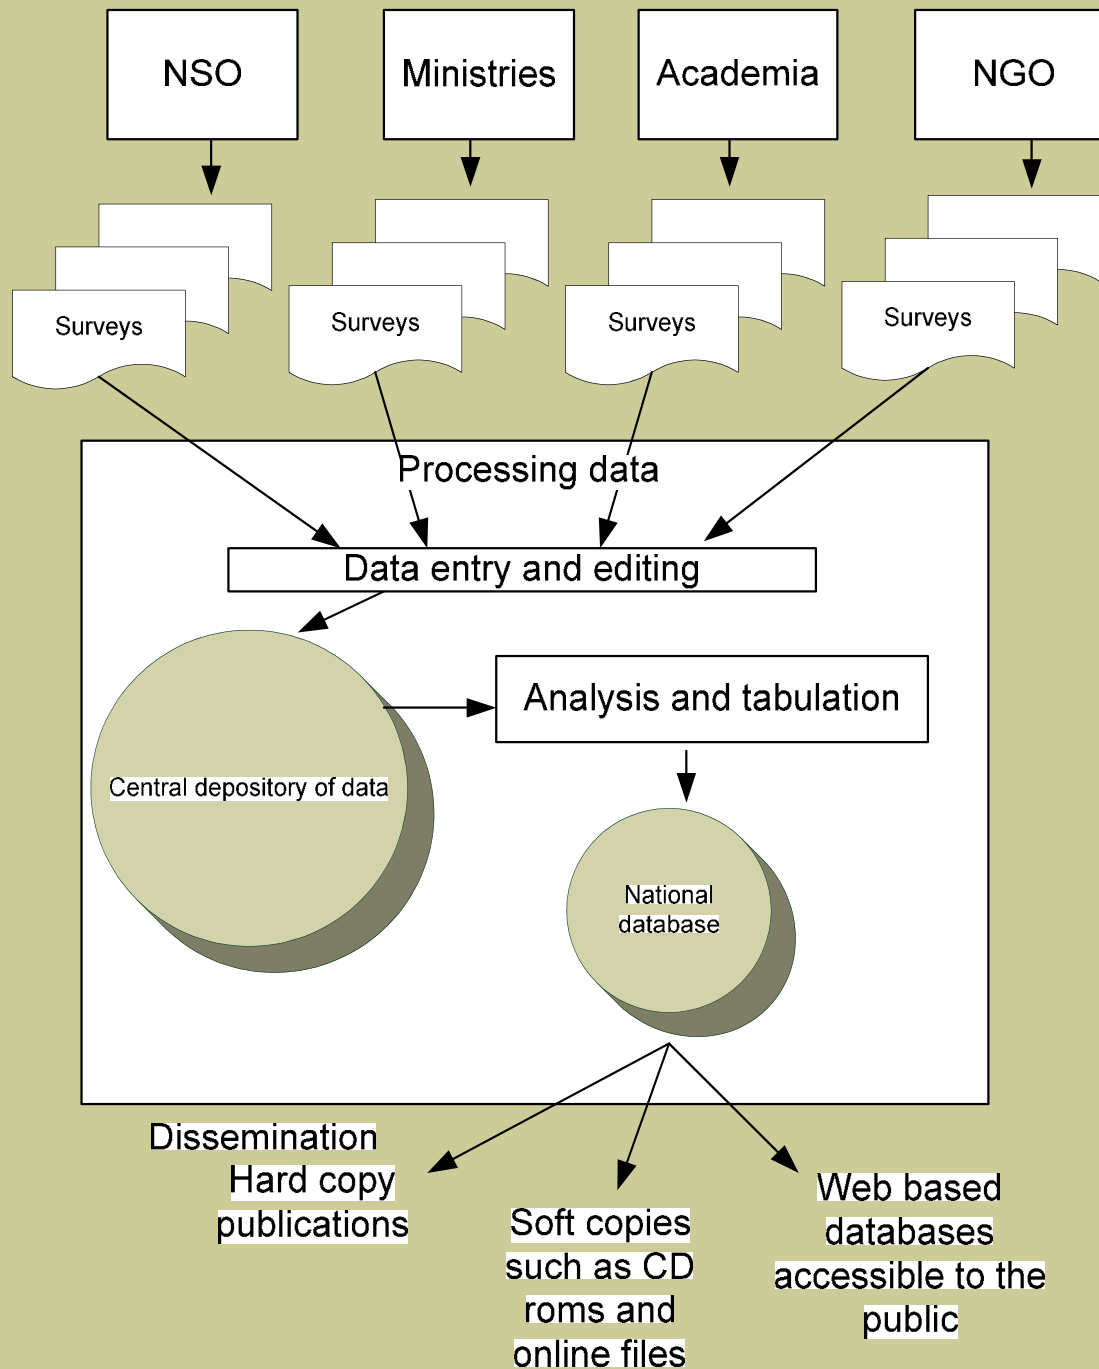 NSO
Ministries
Academia
NGO
Surveys
Surveys
Surveys
Surveys
Processing data
Data entry and editing
Analysis and tabulation
Central depository of data
National
database
Dissemination
Hard copy
publications
Soft copies
such as CD
roms and
online files
Web based
databases
accessible to the
public